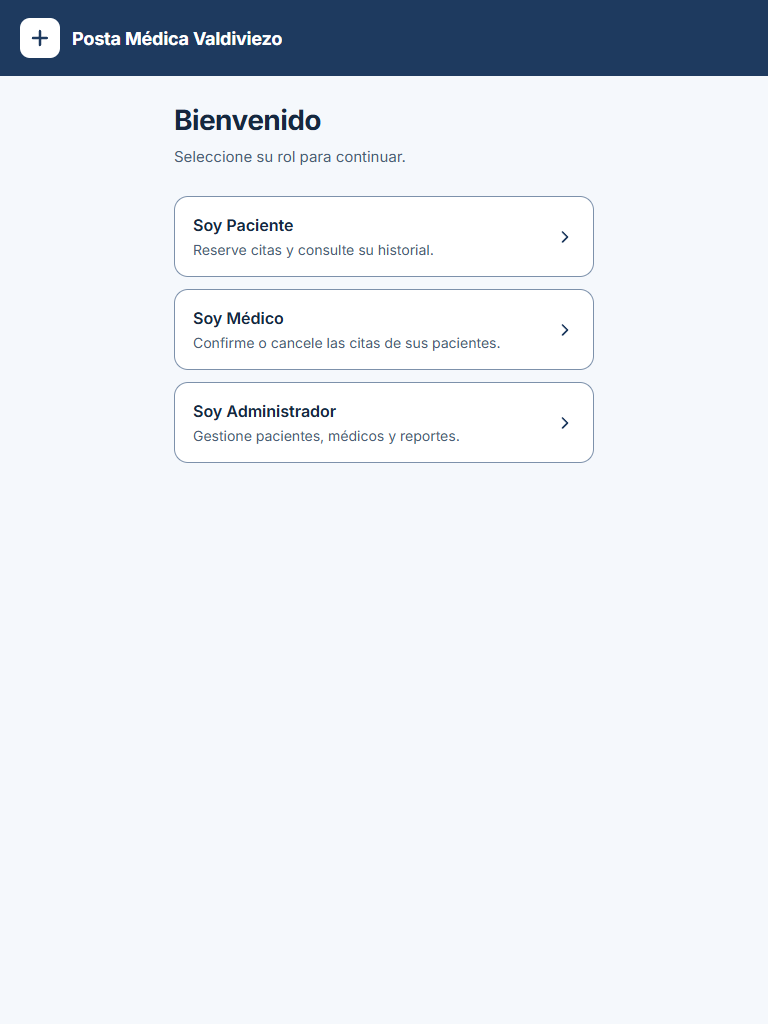 Posta Médica Valdiviezo
Bienvenido
Seleccione su rol para continuar.
Soy Paciente
Reserve citas y consulte su historial.
Soy Médico
Confirme o cancele las citas de sus pacientes.
Soy Administrador
Gestione pacientes, médicos y reportes.